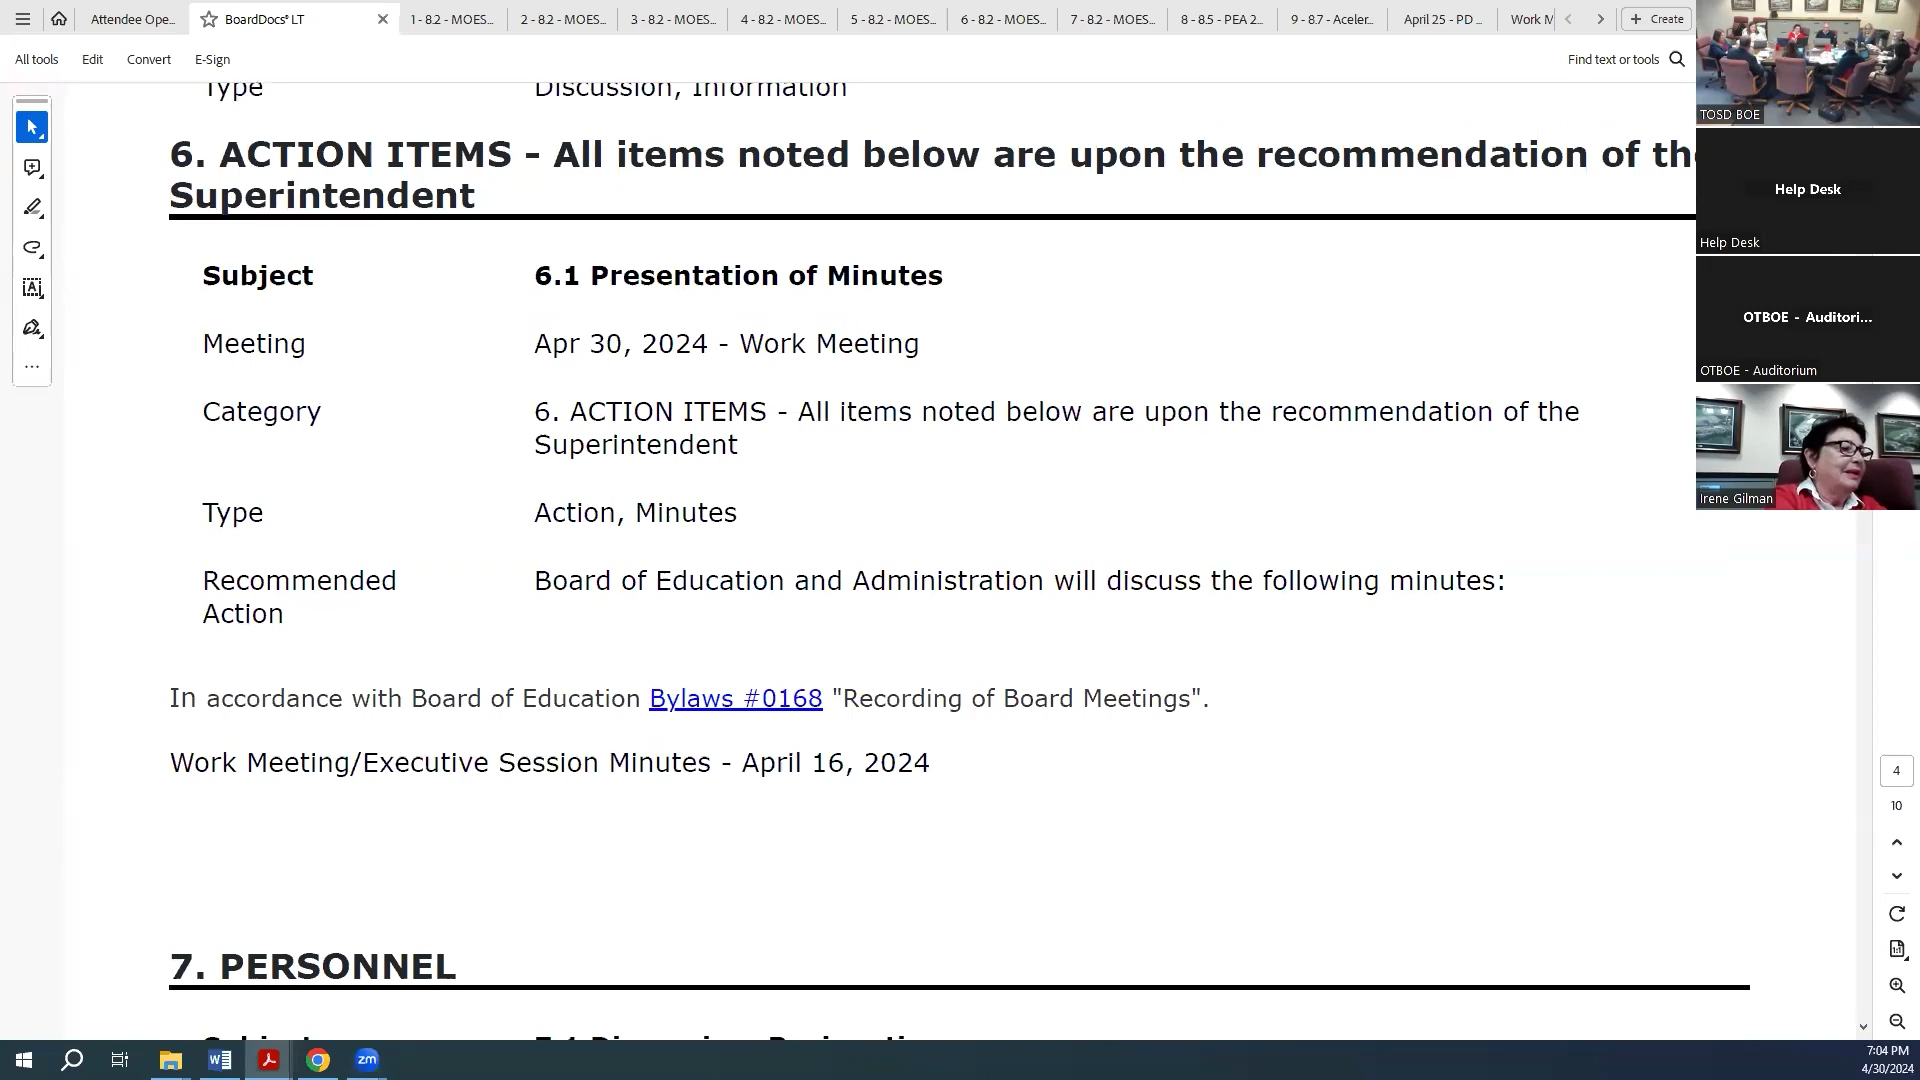 Attendee Ope...
BoardDocs® LT
1 - 8.2 - MOES...
2 - 8.2 - MOES...
3 - 8.2 - MOES...
4 - 8.2 - MOES...
5 - 8.2 - MOES...
6 - 8.2 - MOES...
7 - 8.2 - MOES...
8 - 8.5 - PEA 2...
9 - 8.7 - Aceler...
April 25 - PD ...
Work M
Create
All tools
Edit
Convert
E-Sign
Find text or tools
Type Discussion, Information
6. ACTION ITEMS - All items noted below are upon the recommendation of th
Superintendent
Subject 6.1 Presentation of Minutes
Meeting Apr 30, 2024 - Work Meeting
Category 6. ACTION ITEMS - All items noted below are upon the recommendation of the
Superintendent
Type Action, Minutes
Recommended Board of Education and Administration will discuss the following minutes:
Action
In accordance with Board of Education Bylaws #0168 "Recording of Board Meetings".
Work Meeting/Executive Session Minutes - April 16, 2024
7. PERSONNEL
TOSD BOE
Help Desk
Help Desk
OTBOE - Auditori...
OTBOE - Auditorium
Irene Gilman
4
10
zm
7:04 PM
4/30/2024